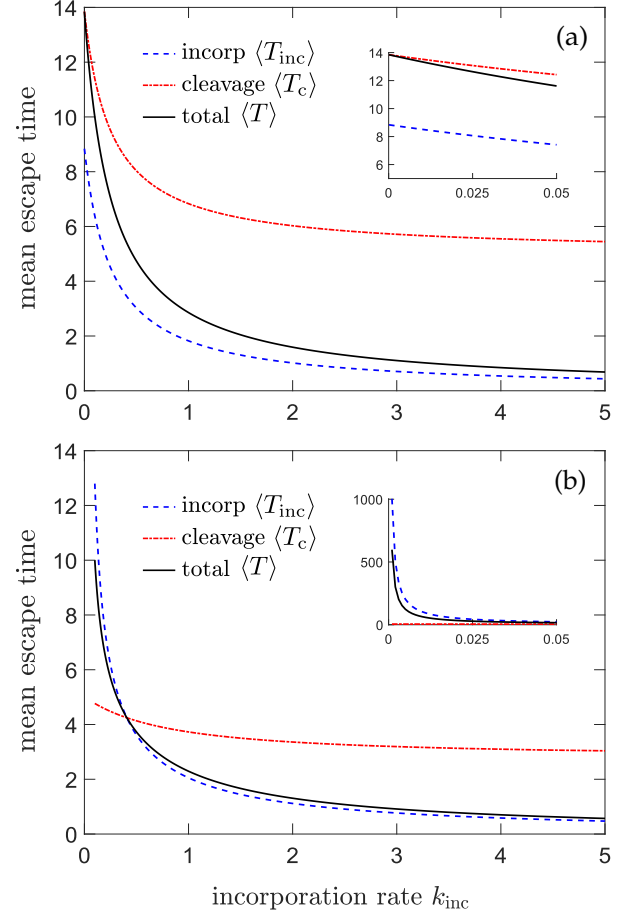 (a)
incorp ⟨T_inc⟩
cleavage ⟨T_c⟩
total ⟨T⟩
14
12
10
8
6
4
2
0
mean escape time
14
12
10
8
6
0 0.025 0.05
0 1 2 3 4 5
(b)
incorp ⟨T_inc⟩
cleavage ⟨T_c⟩
total ⟨T⟩
14
12
10
8
6
4
2
0
mean escape time
1000
500
0
0 0.025 0.05
0 1 2 3 4 5
incorporation rate k_inc